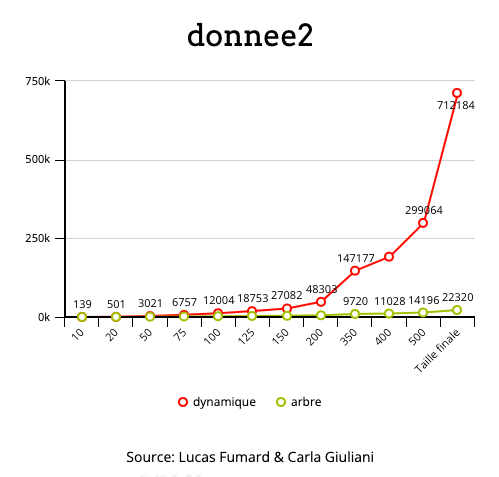 donnee2
750k
500k
250k
0k
139 501 3021 6757 12004 18753 27082 48303 147177 299064 712184
9720 11028 14196 22320
10 20 50 75 100 125 150 200 350 400 500 Taille finale
dynamique arbre
Source: Lucas Fumard & Carla Giuliani